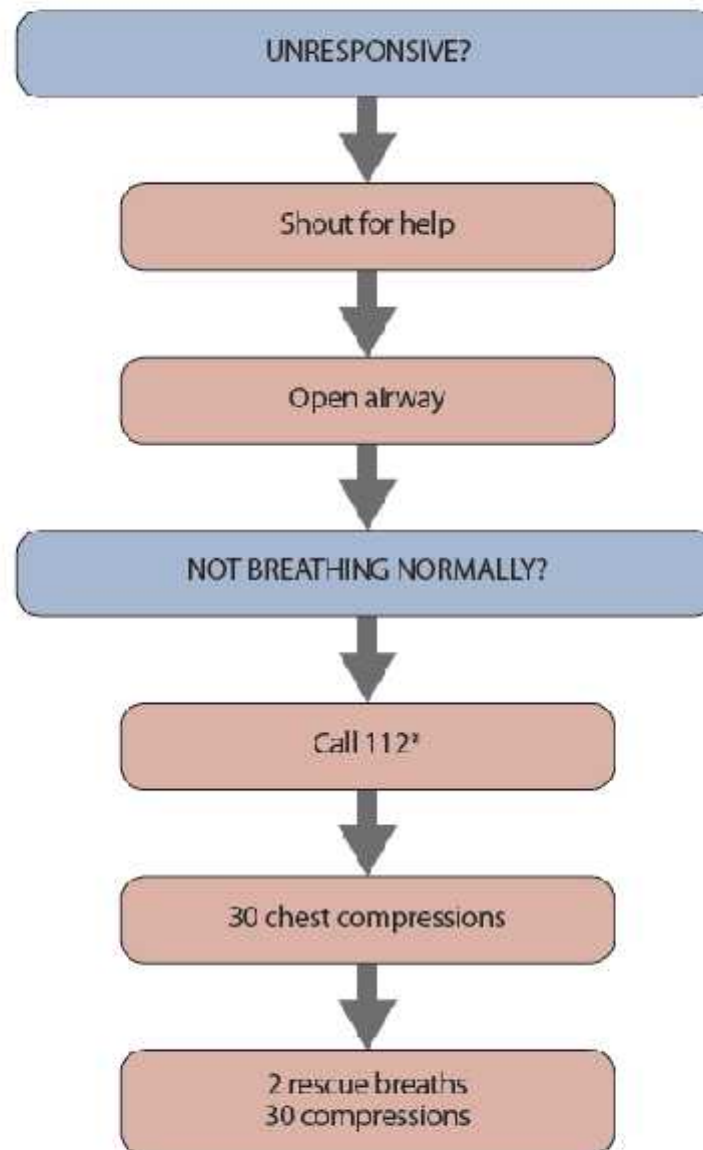 UNRESPONSIVE?
Shout for help
Open airway
NOT BREATHING NORMALLY?
Call 112*
30 chest compressions
2 rescue breaths
30 compressions